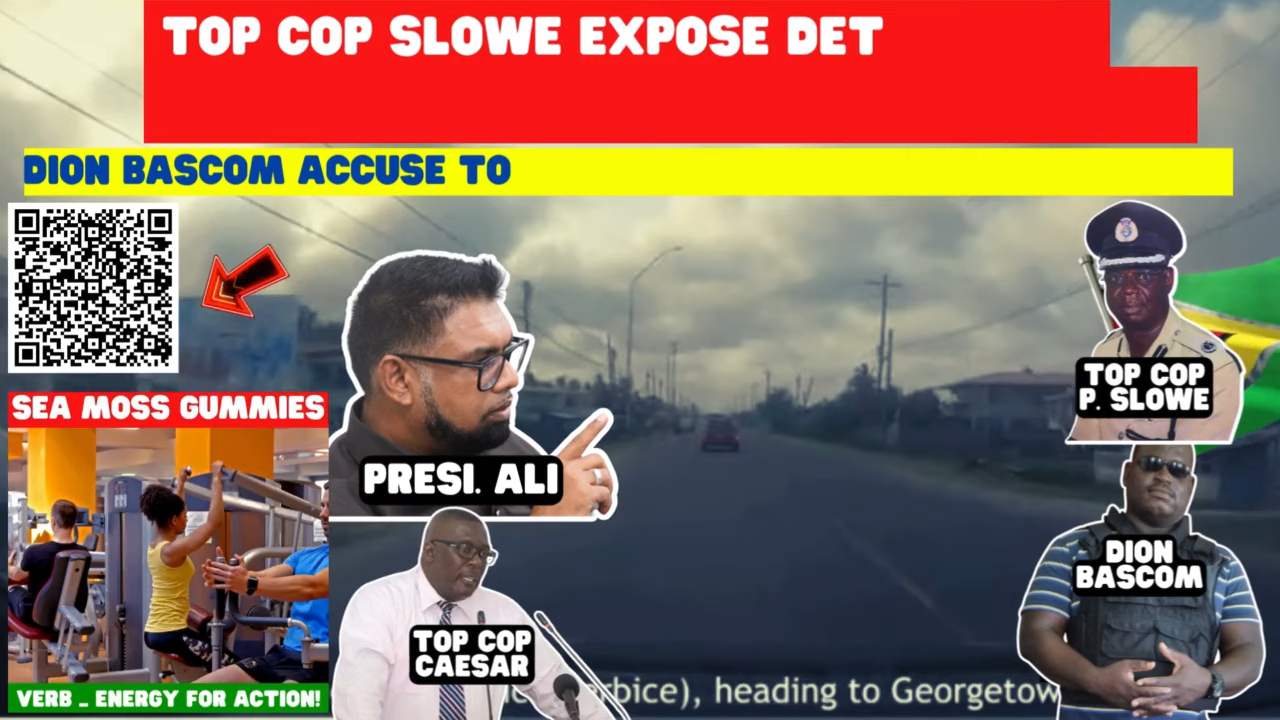 TOP COP SLOWE EXPOSE DET
DION BASCOM ACCUSE TO
SEA MOSS GUMMIES
VERB _ ENERGY FOR ACTION!
PRESI. ALI
TOP COP
CAESAR
TOP COP
P. SLOWE
DION
BASCOM
heading to Georgetow